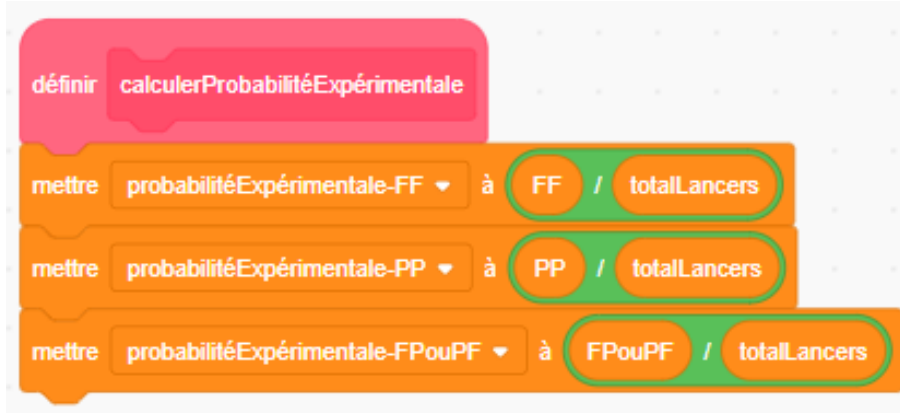 définir calculerProbabilitéExpérimentale
mettre probabilitéExpérimentale-FF à FF / totalLancers
mettre probabilitéExpérimentale-PP à PP / totalLancers
mettre probabilitéExpérimentale-FPouPF à FPouPF / totalLancers